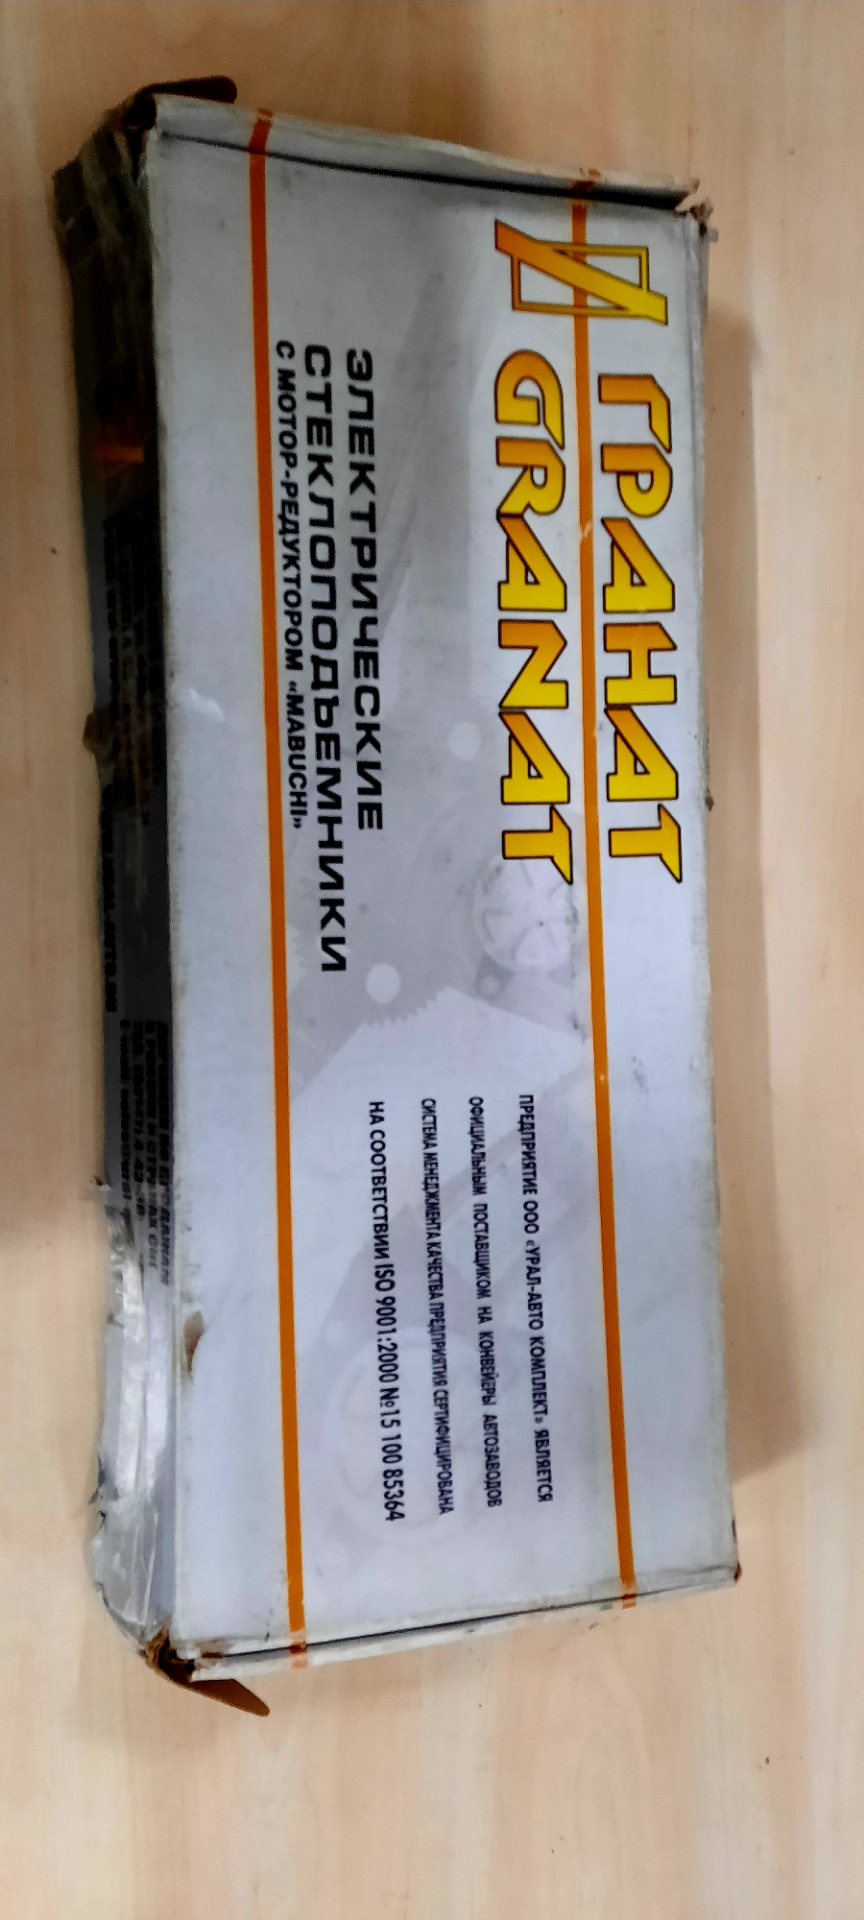 ГРАНАТ
GRANAT
ЭЛЕКТРИЧЕСКИЕ
СТЕКЛОПОДЪЕМНИКИ
С МОТОР-РЕДУКТОРОМ «MABUCHI»
ПРЕДПРИЯТИЕ ООО «УРАЛ-АВТО КОМПЛЕКТ» ЯВЛЯЕТСЯ
ОФИЦИАЛЬНЫМ ПОСТАВЩИКОМ НА КОНВЕЙЕРЫ АВТОЗАВОДОВ
СИСТЕМА МЕНЕДЖМЕНТА КАЧЕСТВА ПРЕДПРИЯТИЯ СЕРТИФИЦИРОВАНА
НА СООТВЕТСТВИИ ISO 9001:2000 №15 100 85364